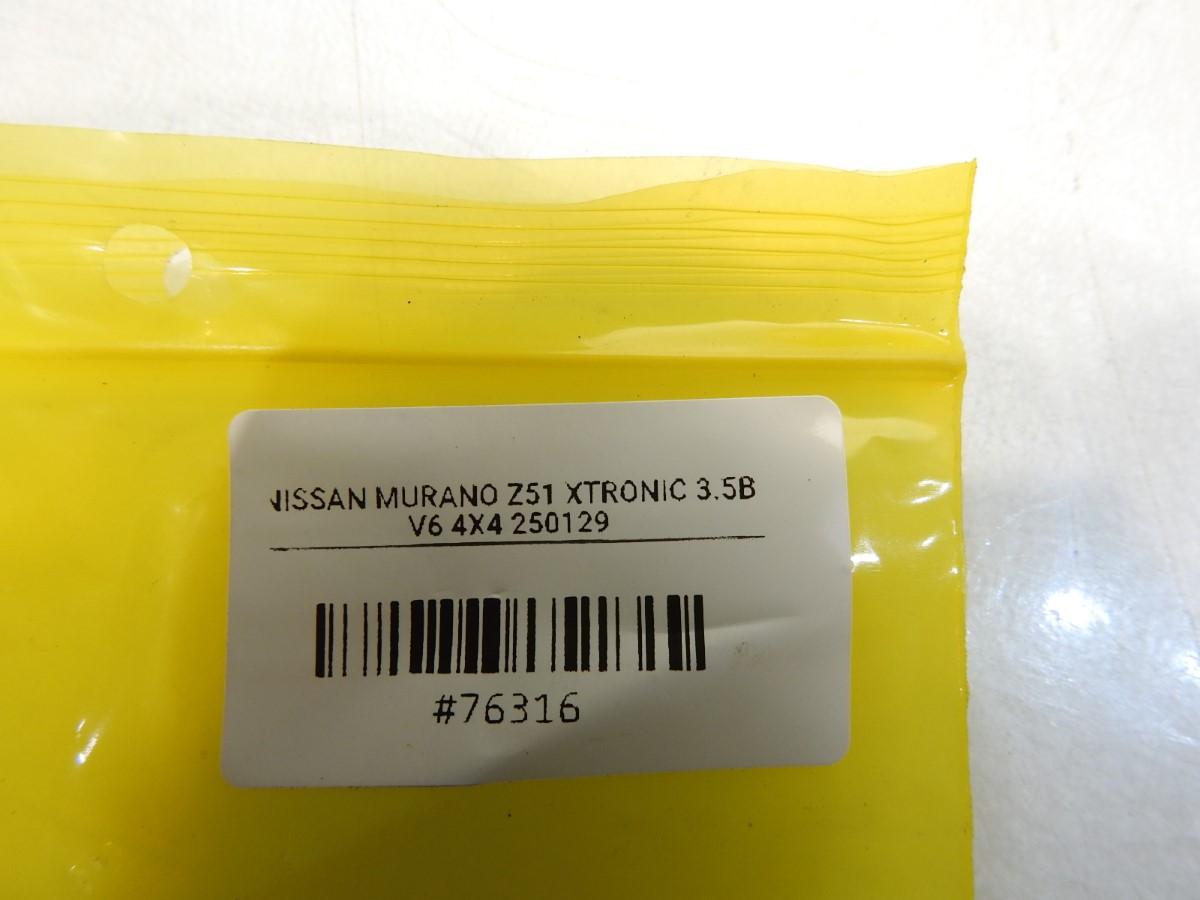 NISSAN MURANO Z51 XTRONIC 3.5B
V6 4X4 250129
#76316